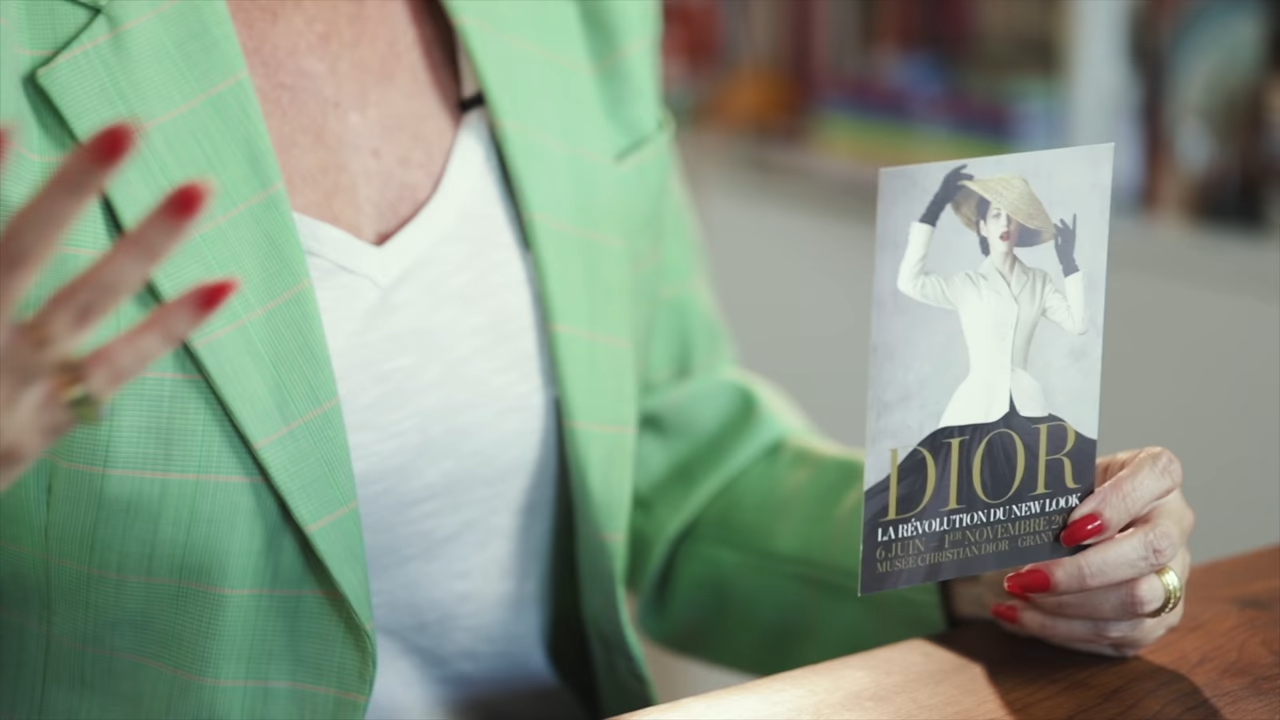 DIOR
LA RÉVOLUTION DU NEW LOOK
6 JUIN – 1ER NOVEMBRE
MUSÉE CHRISTIAN DIOR -